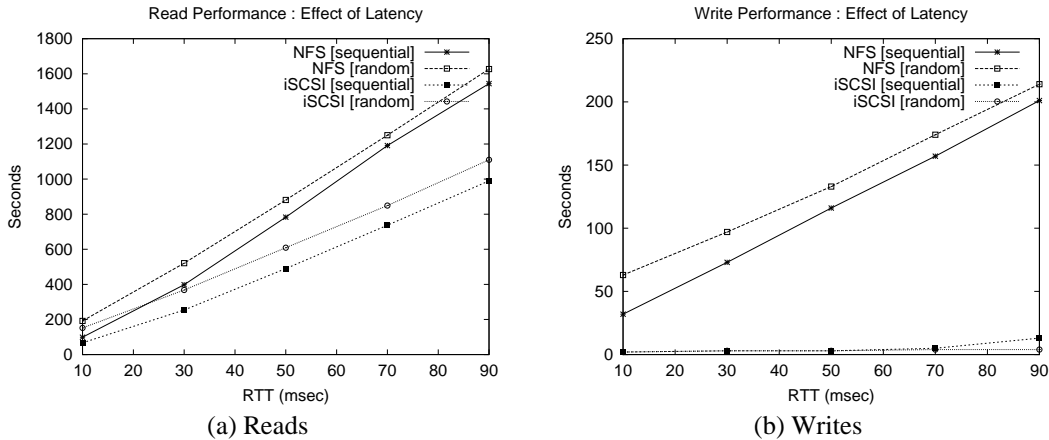 Read Performance : Effect of Latency
1800
1600
1400
1200
1000
800
600
400
200
0
Seconds
NFS [sequential]
NFS [random]
iSCSI [sequential]
iSCSI [random]
10 20 30 40 50 60 70 80 90
RTT (msec)
(a) Reads
Write Performance : Effect of Latency
250
200
150
100
50
0
Seconds
NFS [sequential]
NFS [random]
iSCSI [sequential]
iSCSI [random]
10 20 30 40 50 60 70 80 90
RTT (msec)
(b) Writes